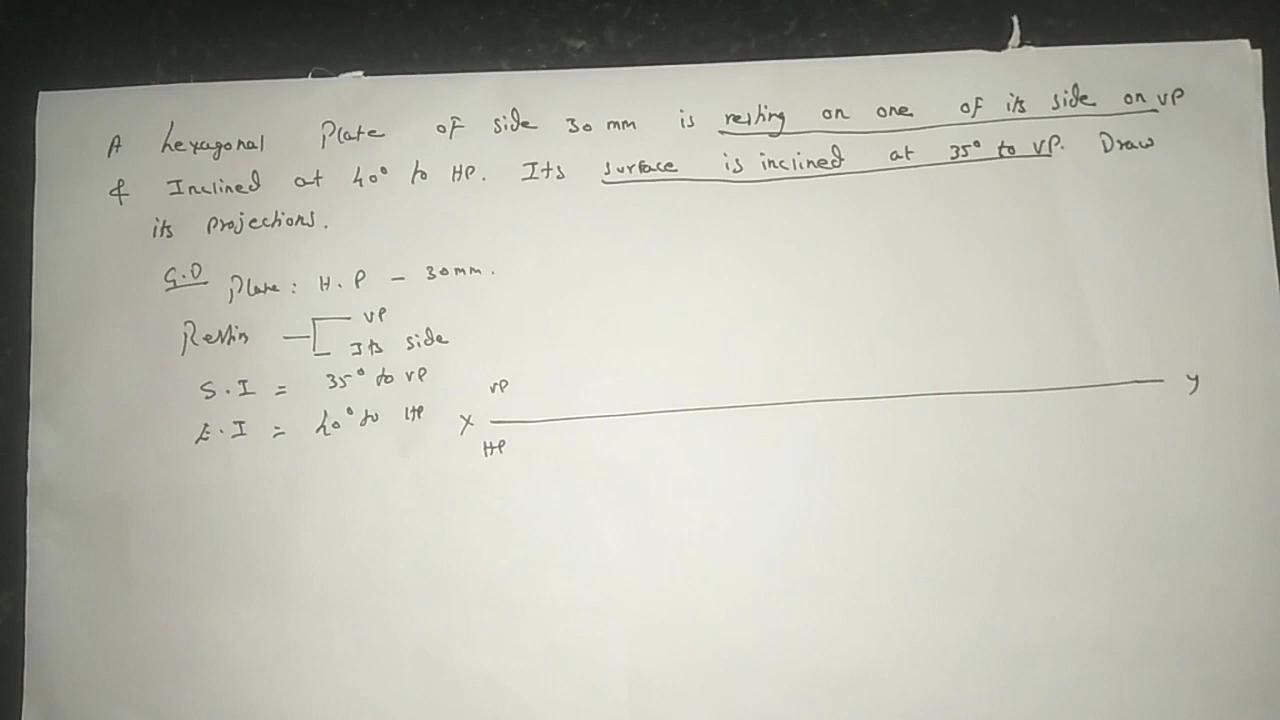 A hexagonal Plate of side 30 mm is resting on one of its side on VP
& Inclined at 40° to HP. Its surface is inclined at 35° to VP. Draw
its projections.
G.D Plane: H.P - 30mm.
Restin VP
Its side
S.I = 35° to VP
E.I = 40° to HP
VP
X y
HP